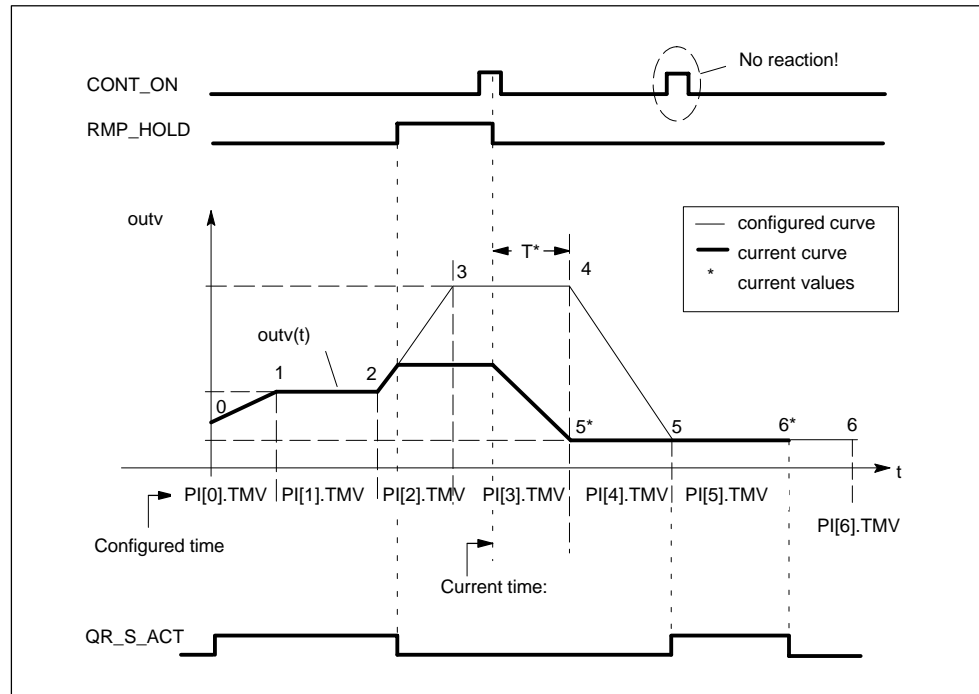 No reaction!
CONT_ON
RMP_HOLD
outv
configured curve
current curve
* current values
T*
3
4
outv(t)
1
2
0
5*
5
6*
6
t
PI[0].TMV PI[1].TMV PI[2].TMV PI[3].TMV PI[4].TMV PI[5].TMV
PI[6].TMV
Configured time
Current time:
QR_S_ACT